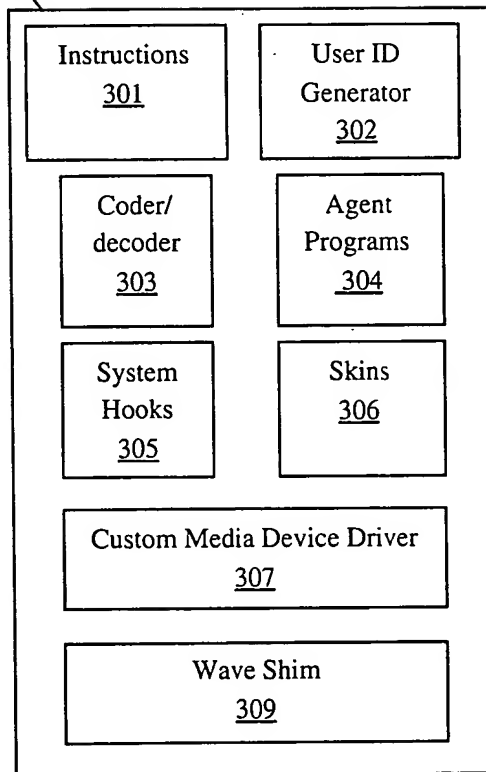 Instructions
301
User ID
Generator
302
Coder/
decoder
303
Agent
Programs
304
System
Hooks
305
Skins
306
Custom Media Device Driver
307
Wave Shim
309